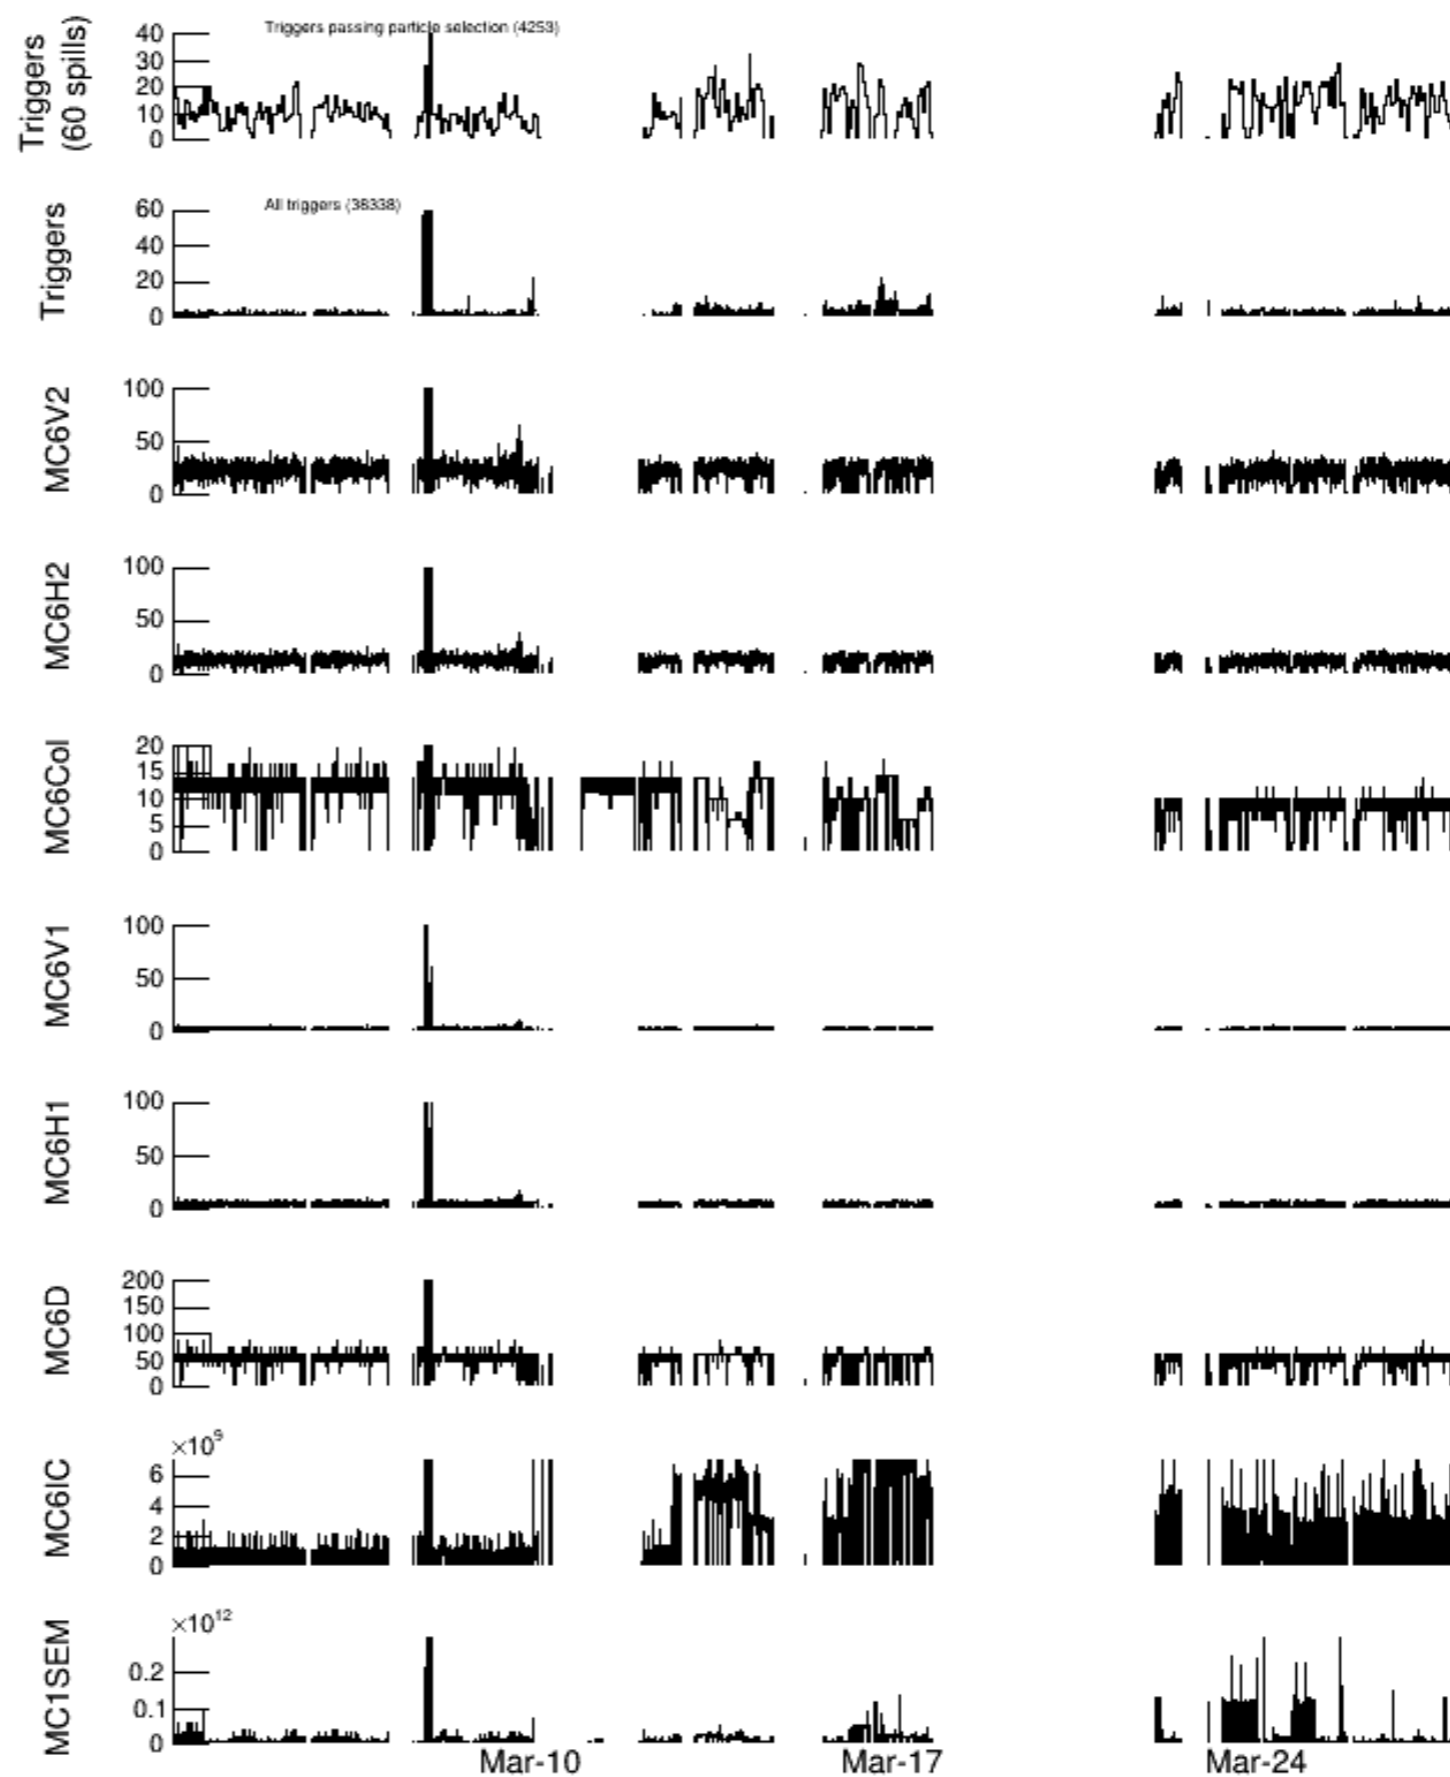 Triggers
(60 spills)
40
30
20
10
0
Triggers passing particle selection (4253)
Triggers
60
40
20
0
All triggers (38338)
MC6V2
100
50
0
MC6H2
100
50
0
MC6Col
20
15
10
5
0
MC6V1
100
50
0
MC6H1
100
50
0
MC6D
200
150
100
50
0
MC6IC
×10⁹
6
4
2
0
MC1SEM
×10¹²
0.2
0.1
0
Mar-10 Mar-17 Mar-24